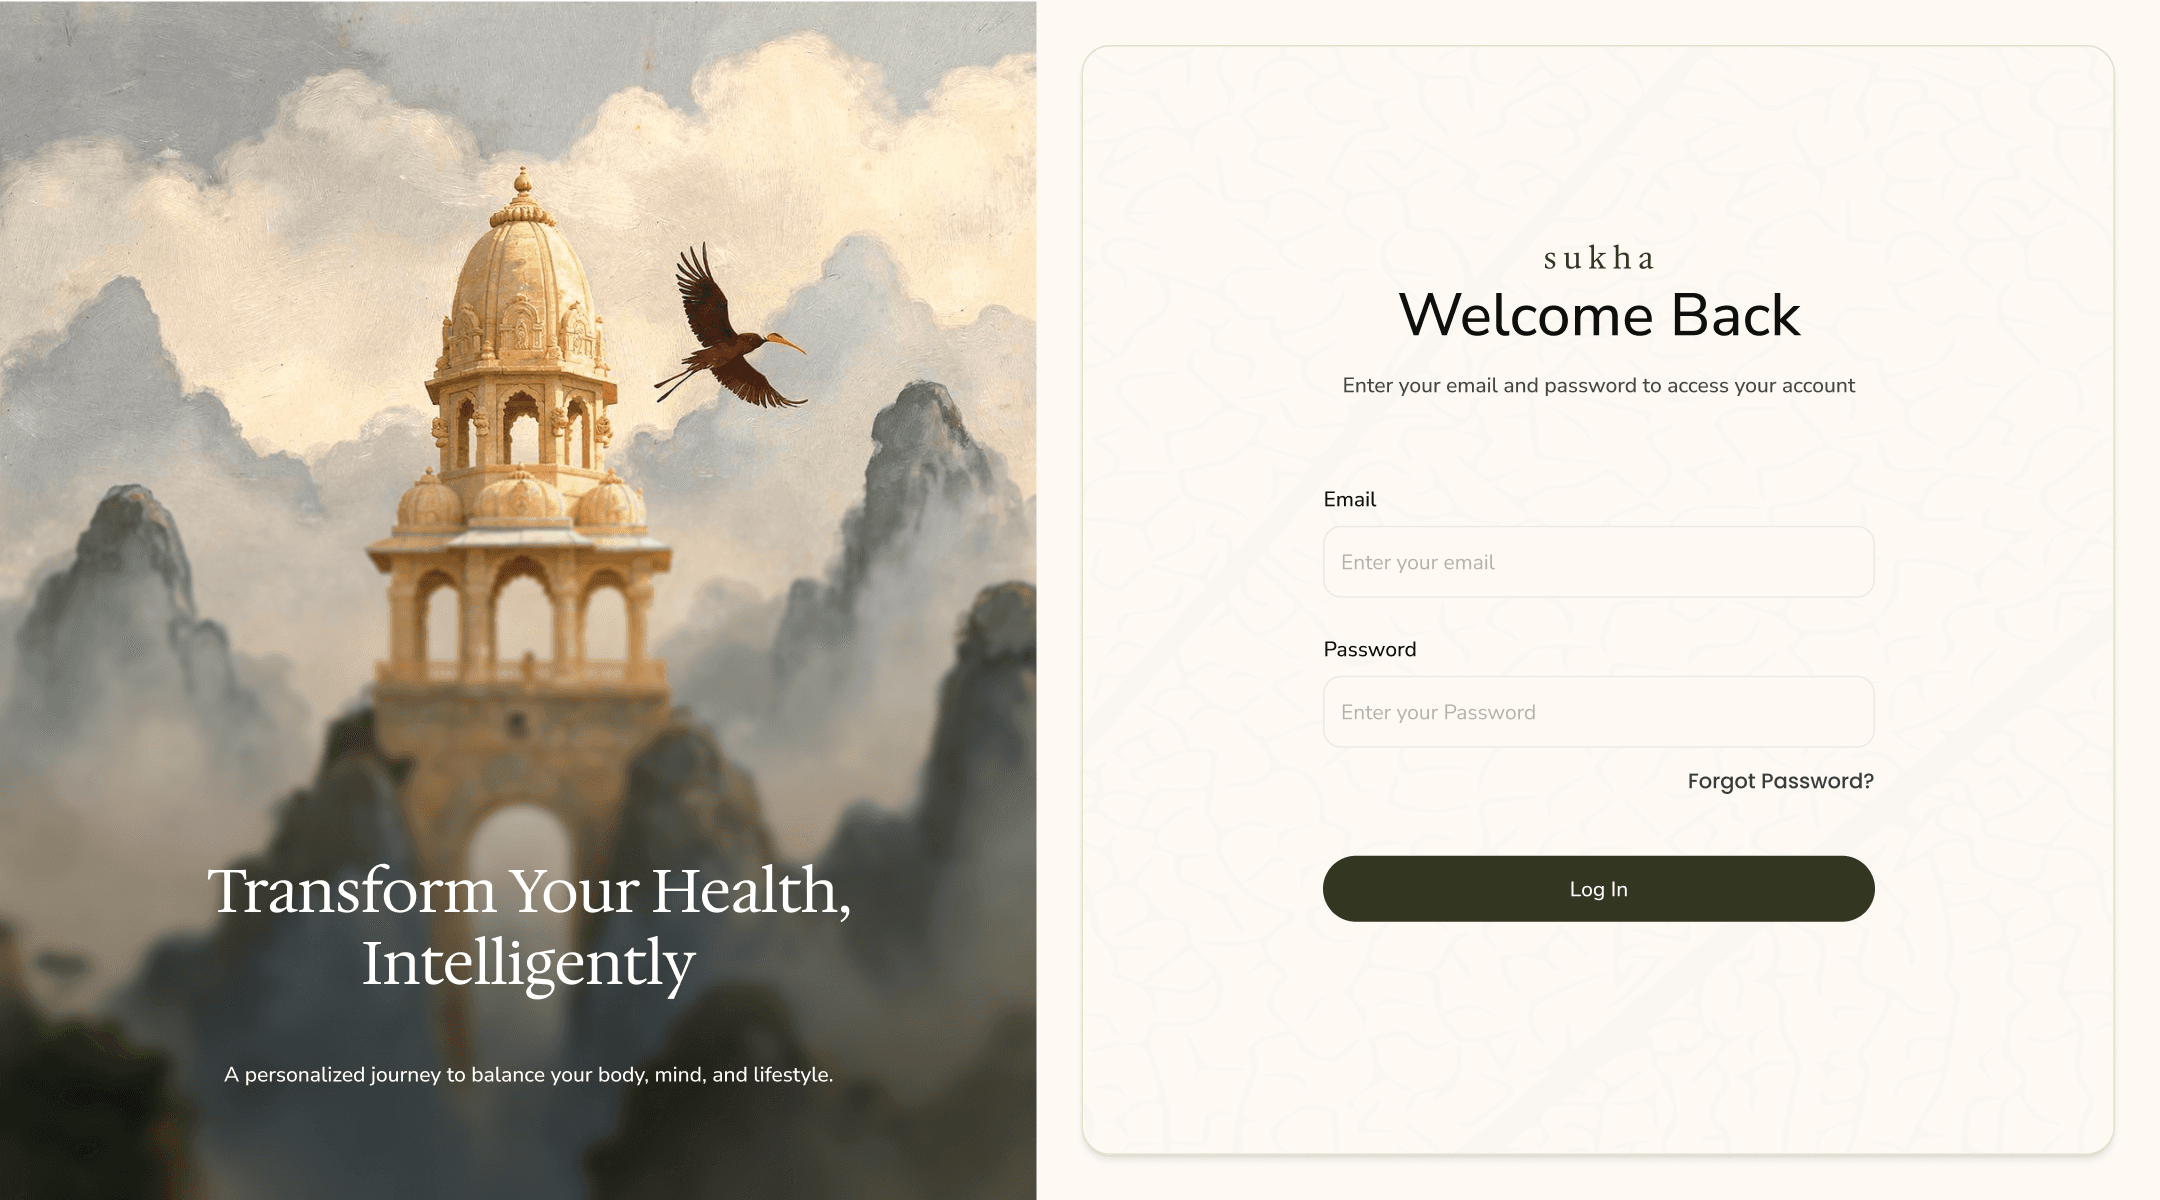 Transform Your Health,
Intelligently
A personalized journey to balance your body, mind, and lifestyle.
sukha
Welcome Back
Enter your email and password to access your account
Email
Enter your email
Password
Enter your Password
Forgot Password?
Log In